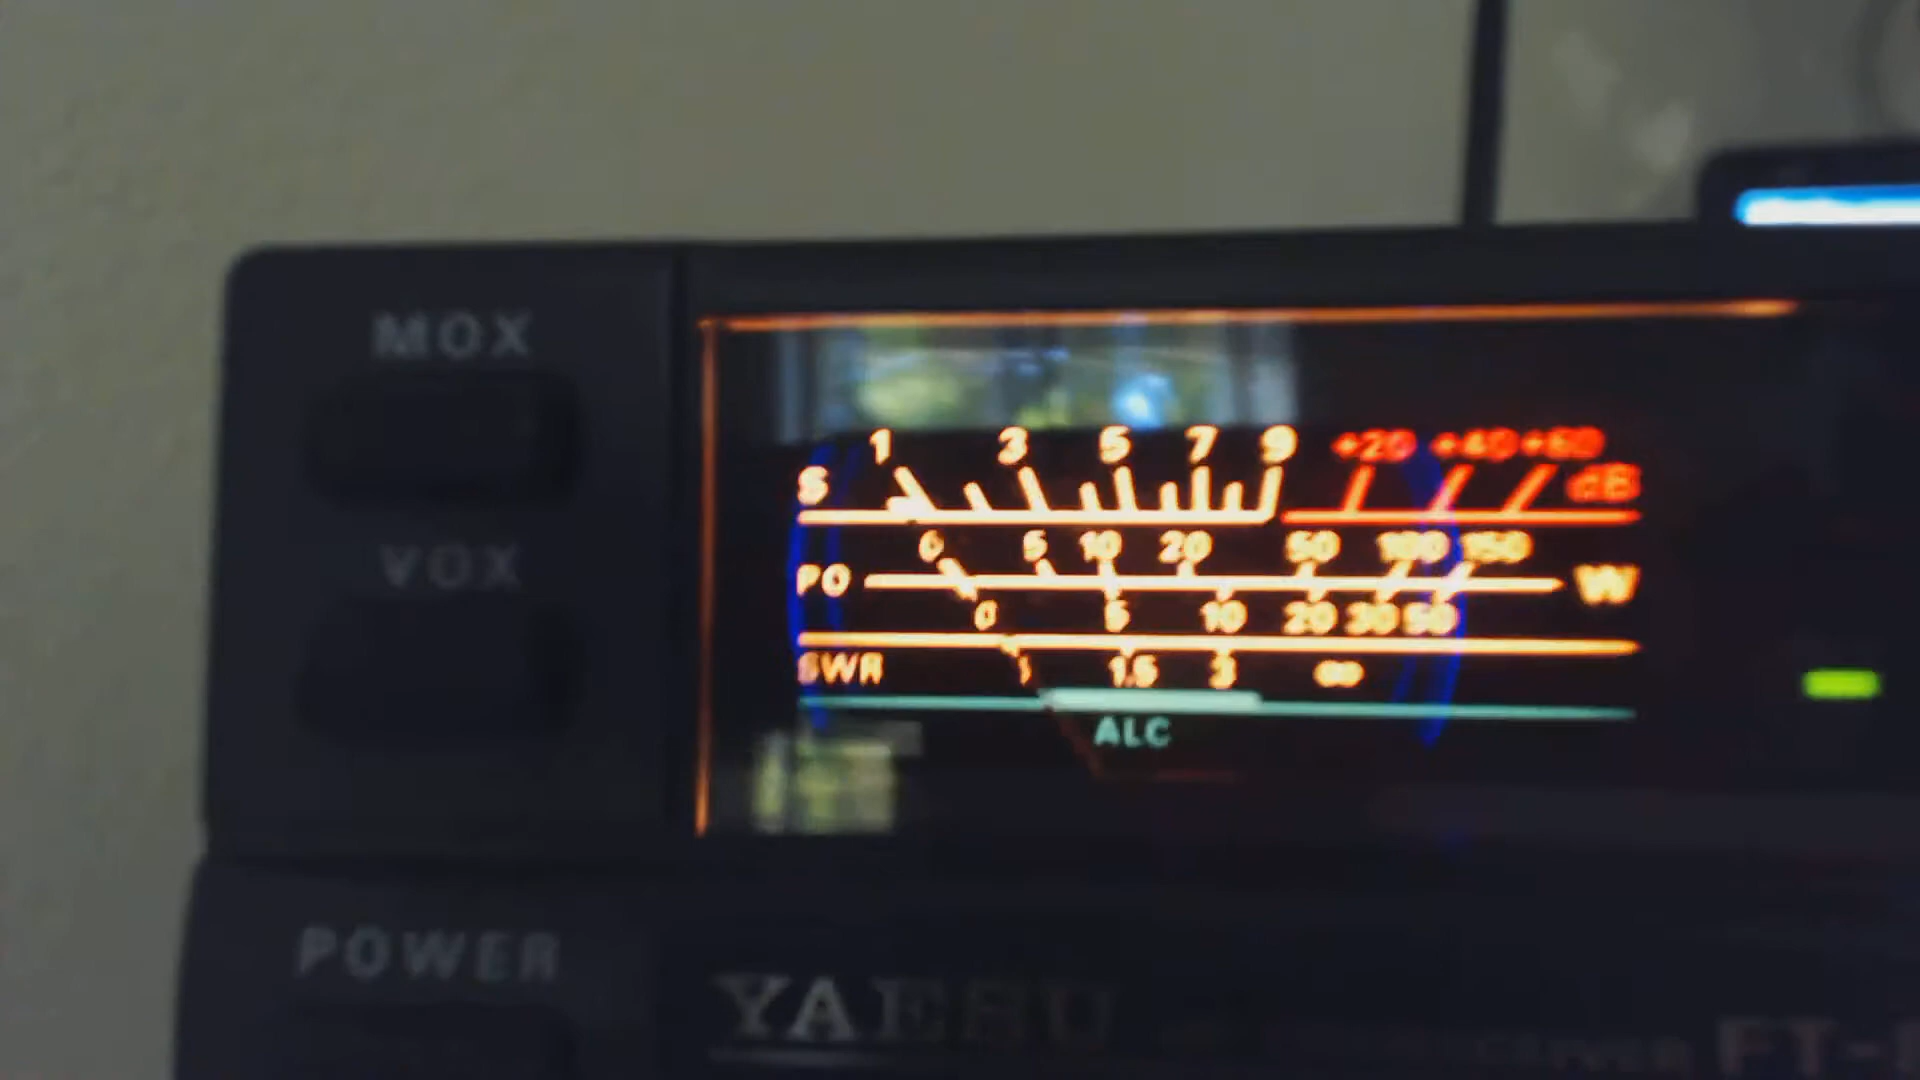 MOX
1 3 5 7 9 +20 +40 +60
S dB
0 5 10 20 50 100 150
VOX
PO W
0 5 10 20 30 50
SWR 1 1.5 3 ∞
ALC
POWER
YAESU
FT-